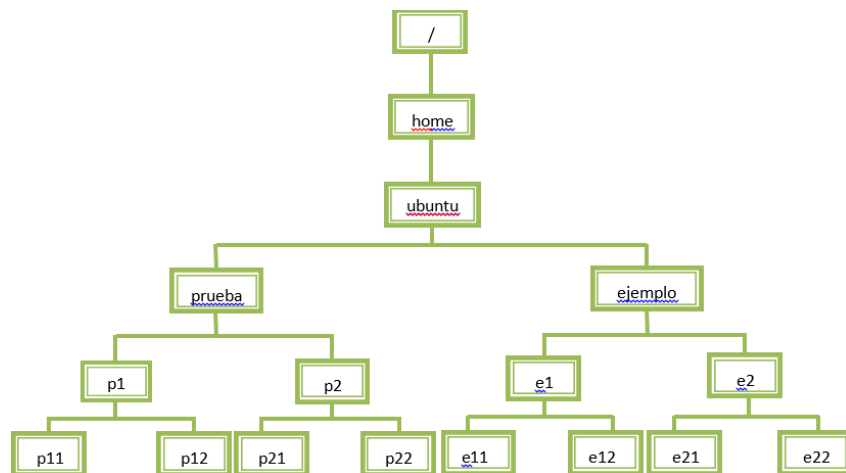 /
home
ubuntu
prueba ejemplo
p1 p2 e1 e2
p11 p12 p21 p22 e11 e12 e21 e22